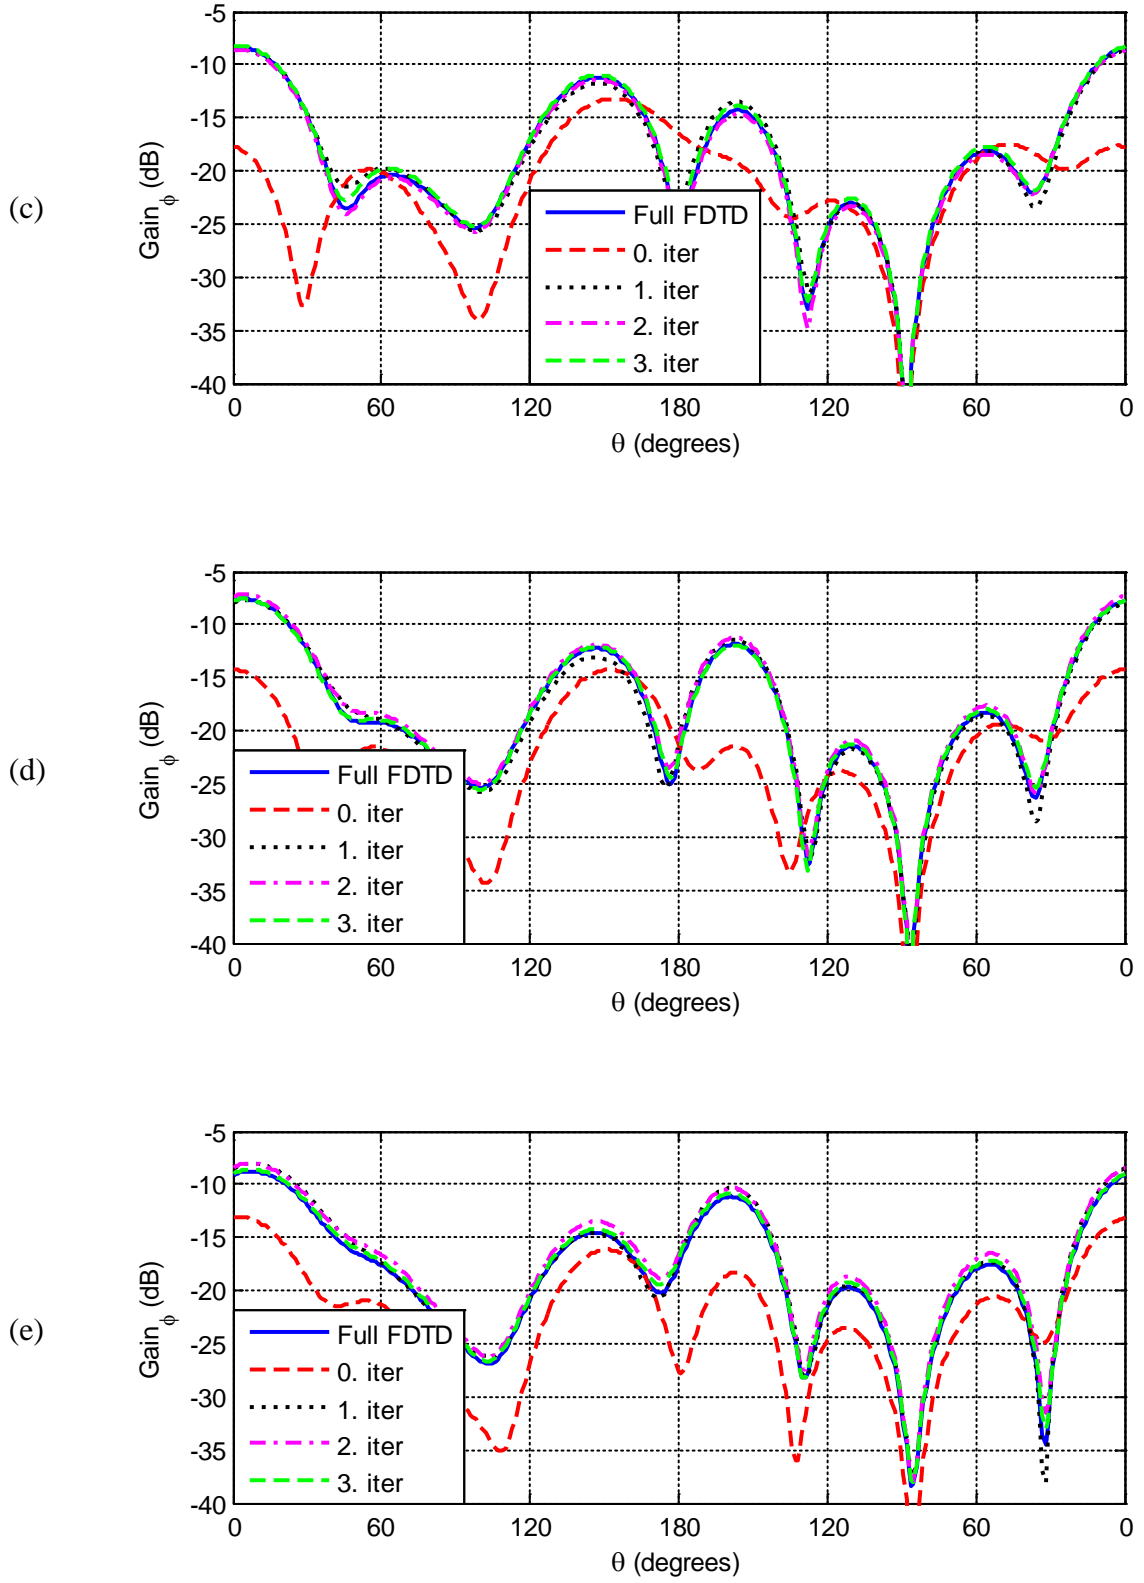 (c)
Gain_ϕ (dB)
-5
-10
-15
-20
-25
-30
-35
-40
Full FDTD
0. iter
1. iter
2. iter
3. iter
0 60 120 180 120 60 0
θ (degrees)
(d)
Gain_ϕ (dB)
-5
-10
-15
-20
-25
-30
-35
-40
Full FDTD
0. iter
1. iter
2. iter
3. iter
0 60 120 180 120 60 0
θ (degrees)
(e)
Gain_ϕ (dB)
-5
-10
-15
-20
-25
-30
-35
-40
Full FDTD
0. iter
1. iter
2. iter
3. iter
0 60 120 180 120 60 0
θ (degrees)